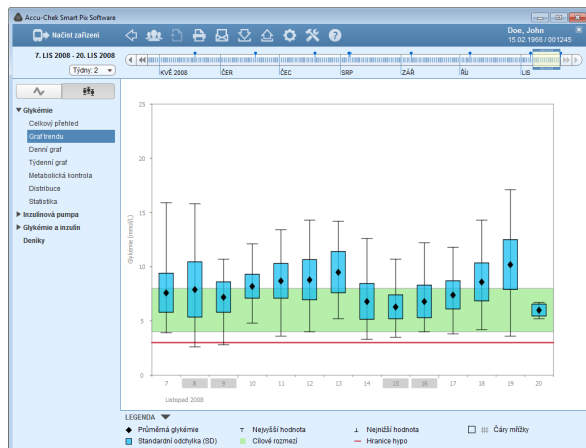 Accu-Chek Smart Pix Software
Načíst zařízení
Doe, John
15.02.1966 / 001245
7. LIS 2008 - 20. LIS 2008
Týdny: 2
KVĚ 2008 ČER ČEC SRP ZÁŘ ŘÍJ LIS
Glykémie
Celkový přehled
Graf trendu
Denní graf
Týdenní graf
Metabolická kontrola
Distribuce
Statistika
Inzulinová pumpa
Glykémie a inzulin
Deníky
Glykémie (mmol/L)
25
20
15
10
5
0
7 8 9 10 11 12 13 14 15 16 17 18 19 20
Listopad 2008
LEGENDA
Průměrná glykémie Nejvyšší hodnota Nejnižší hodnota Čáry mřížky
Standardní odchylka (SD) Cílové rozmezí Hranice hypo